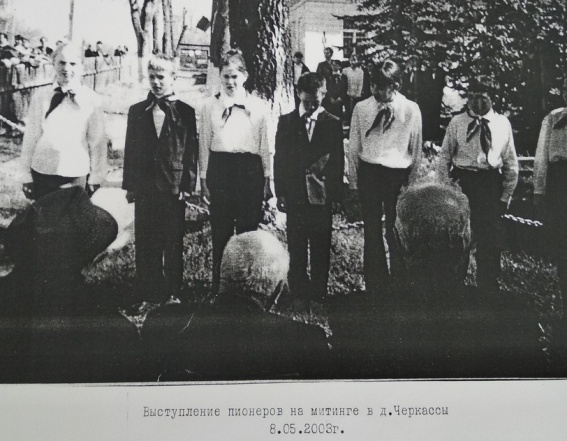 Выступление пионеров на митинге в д.Черкассы
8.05.2003г.